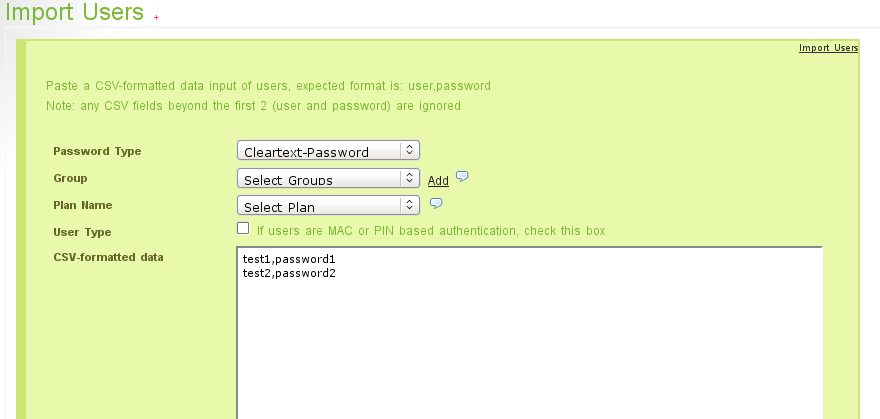 Import Users +
Import Users
Paste a CSV-formatted data input of users, expected format is: user,password
Note: any CSV fields beyond the first 2 (user and password) are ignored
Password Type Cleartext-Password
Group Select Groups Add
Plan Name Select Plan
User Type If users are MAC or PIN based authentication, check this box
CSV-formatted data test1,password1
test2,password2